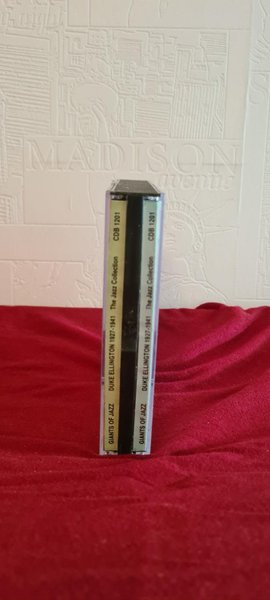 MADISON
avenue
GIANTS OF JAZZ DUKE ELLINGTON 1927-1941 The Jazz Collection CDB 1201
GIANTS OF JAZZ DUKE ELLINGTON 1927-1941 The Jazz Collection CDB 1201